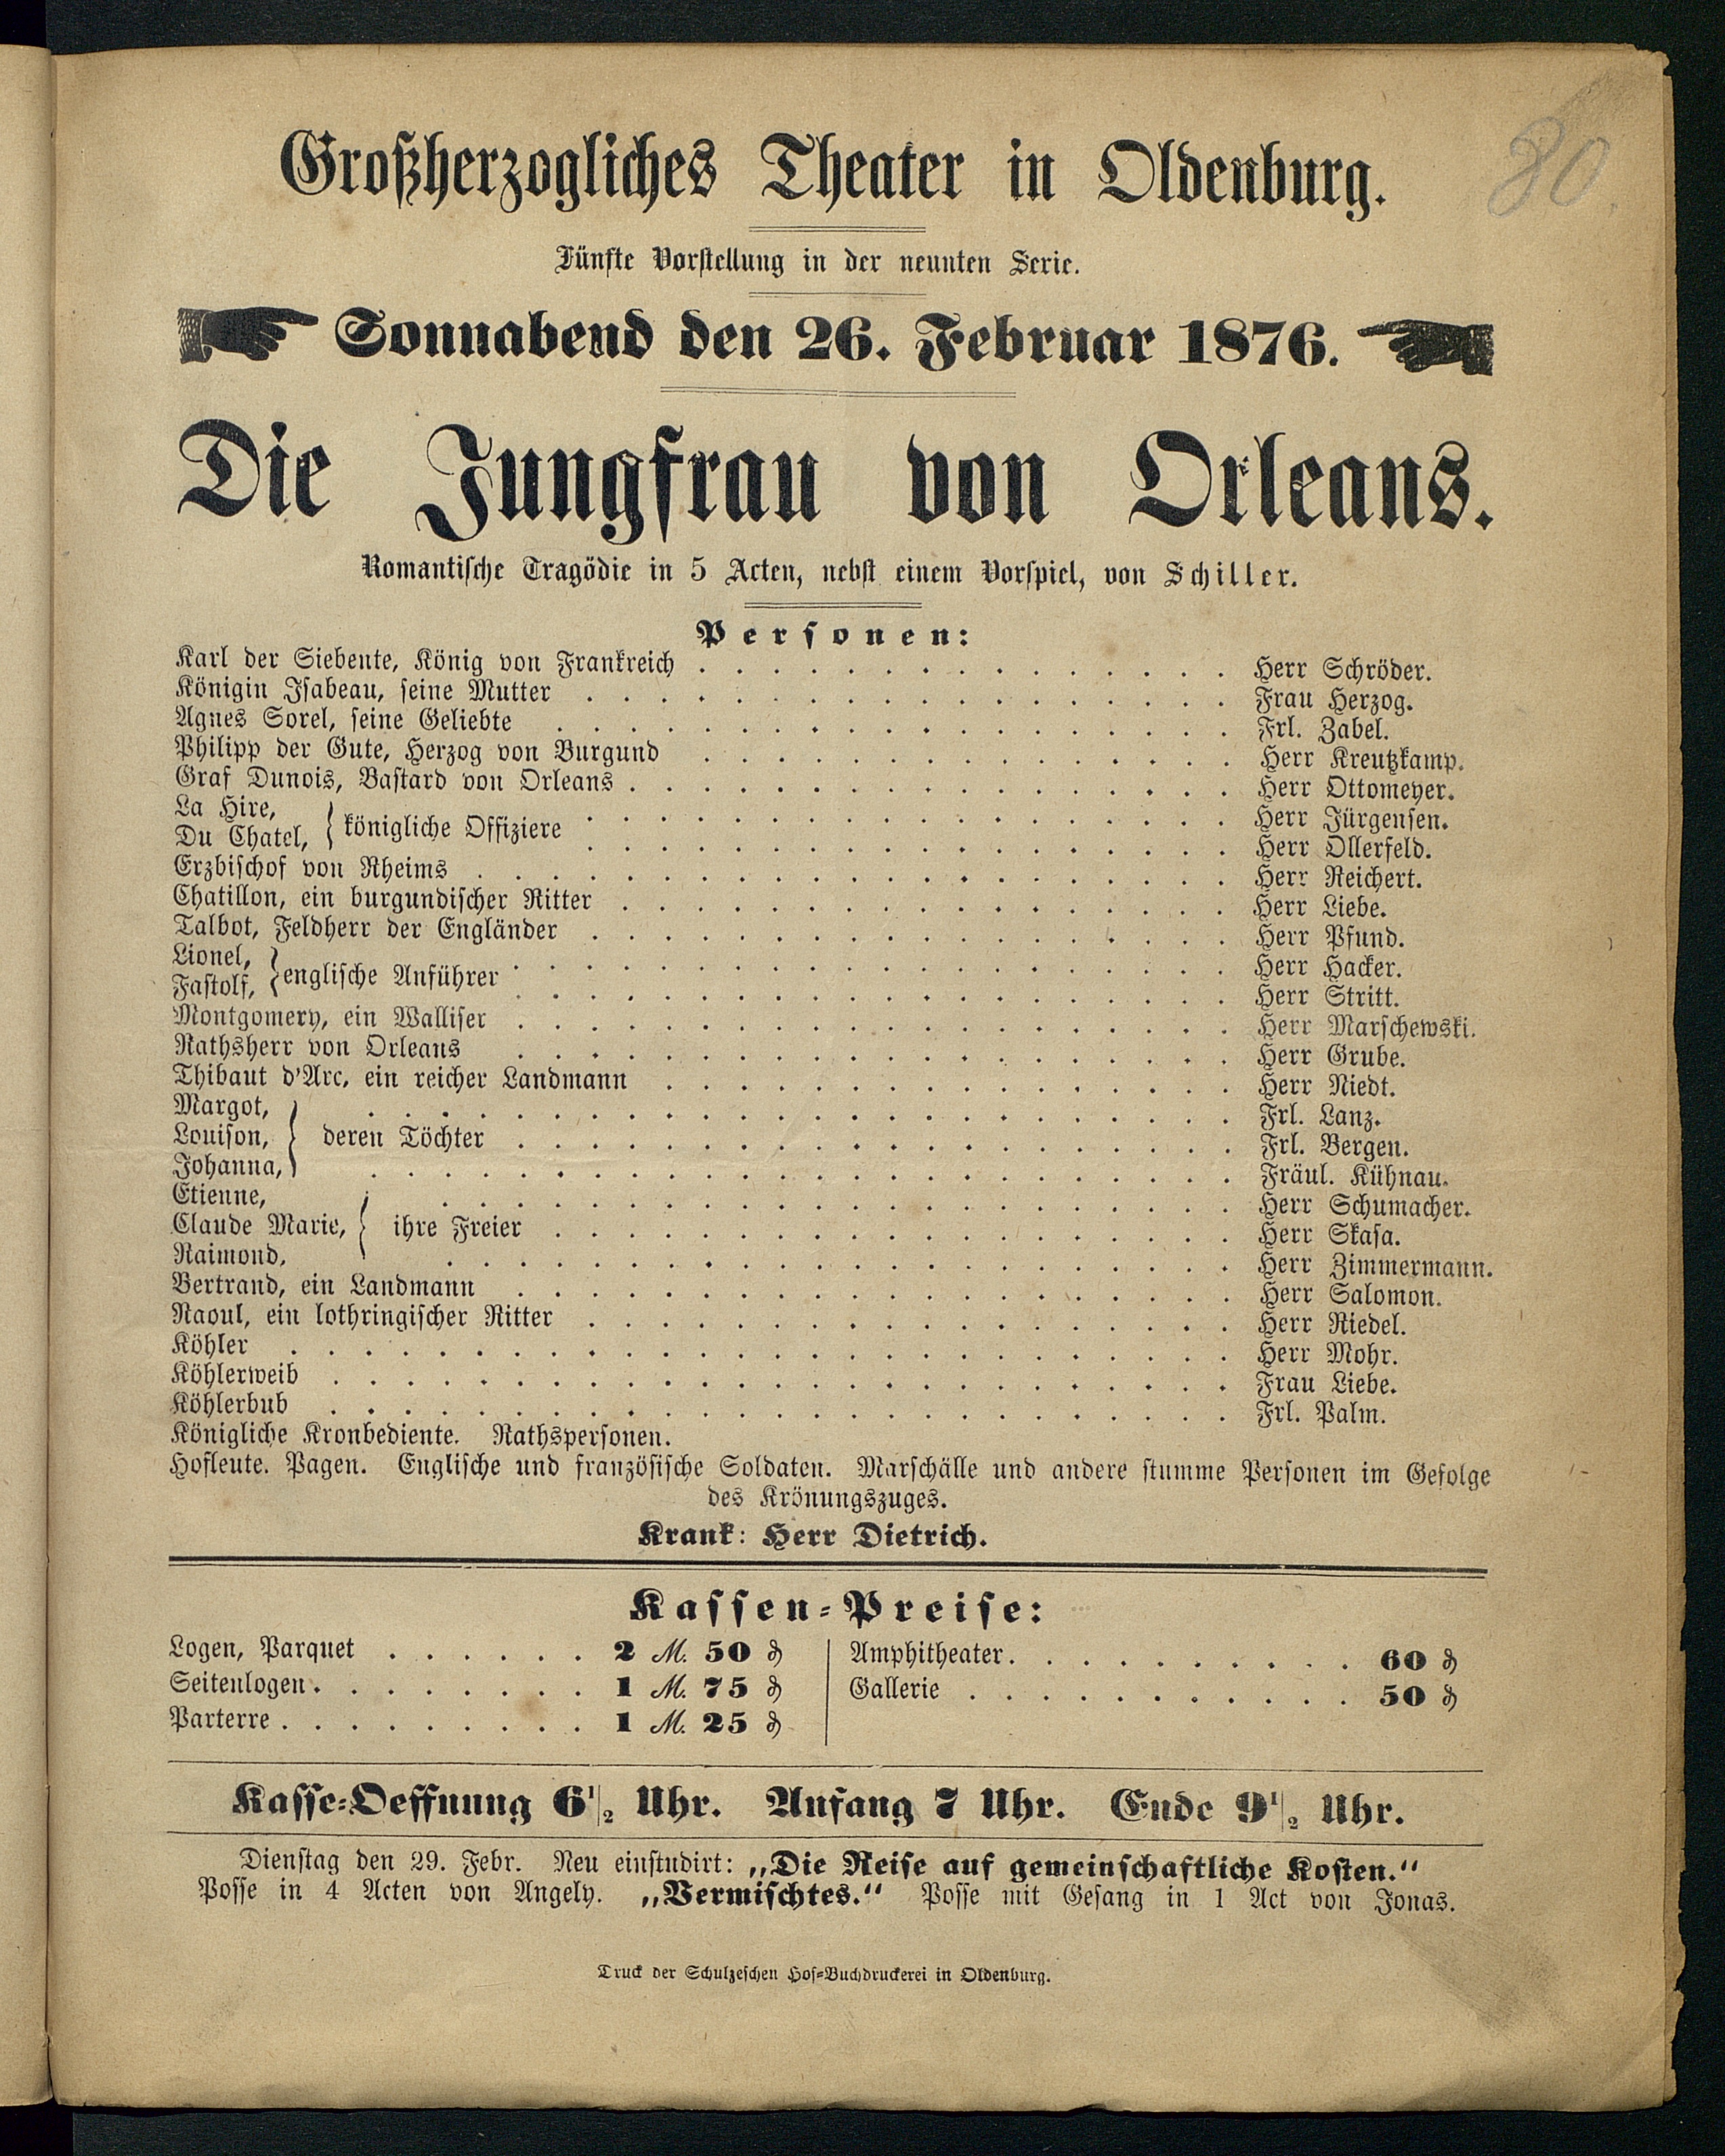 Großherzogliches Theater in Oldenburg.
80
Fünfte Vorstellung in der neunten Serie.
Sonnabend den 26. Februar 1876.
Die Jungfrau von Orleans.
Romantische Tragödie in 5 Acten, nebst einem Vorspiel, von Schiller.
Personen:
Karl der Siebente, König von Frankreich . . . . . Herr Schröder.
Königin Isabeau, seine Mutter . . . . . Frau Herzog.
Agnes Sorel, seine Geliebte . . . . . Frl. Zabel.
Philipp der Gute, Herzog von Burgund . . . . . Herr Kreutzkamp.
Graf Dunois, Bastard von Orleans . . . . . Herr Ottomeyer.
La Hire, } königliche Offiziere . . . . . Herr Jürgensen.
Du Chatel, . . . . . Herr Ollerfeld.
Erzbischof von Rheims . . . . . Herr Reichert.
Chatillon, ein burgundischer Ritter . . . . . Herr Liebe.
Talbot, Feldherr der Engländer . . . . . Herr Pfund.
Lionel, } englische Anführer . . . . . Herr Hacker.
Fastolf, . . . . . Herr Stritt.
Montgomery, ein Walliser . . . . . Herr Marschewski.
Rathsherr von Orleans . . . . . Herr Grube.
Thibaut d'Arc, ein reicher Landmann . . . . . Herr Niedt.
Margot, . . . . . Frl. Lanz.
Louison, } deren Töchter . . . . . Frl. Bergen.
Johanna, . . . . . Fräul. Kühnau.
Etienne, . . . . . Herr Schumacher.
Claude Marie, } ihre Freier . . . . . Herr Skasa.
Raimond, . . . . . Herr Zimmermann.
Bertrand, ein Landmann . . . . . Herr Salomon.
Raoul, ein lothringischer Ritter . . . . . Herr Riedel.
Köhler . . . . . Herr Mohr.
Köhlerweib . . . . . Frau Liebe.
Köhlerbub . . . . . Frl. Palm.
Königliche Kronbediente. Rathspersonen.
Hofleute. Pagen. Englische und französische Soldaten. Marschälle und andere stumme Personen im Gefolge
des Krönungszuges.
Krank: Herr Dietrich.
Kassen-Preise:
Logen, Parquet . . . . . 2 M. 50 ₰
Seitenlogen . . . . . 1 M. 75 ₰
Parterre . . . . . 1 M. 25 ₰
Amphitheater . . . . . 60 ₰
Gallerie . . . . . 50 ₰
Kasse-Oeffnung 6½ Uhr. Anfang 7 Uhr. Ende 9½ Uhr.
Dienstag den 29. Febr. Neu einstudirt: „Die Reise auf gemeinschaftliche Kosten.“
Posse in 4 Acten von Angely. „Vermischtes.“ Posse mit Gesang in 1 Act von Jonas.
Druck der Schulzeschen Hof-Buchdruckerei in Oldenburg.